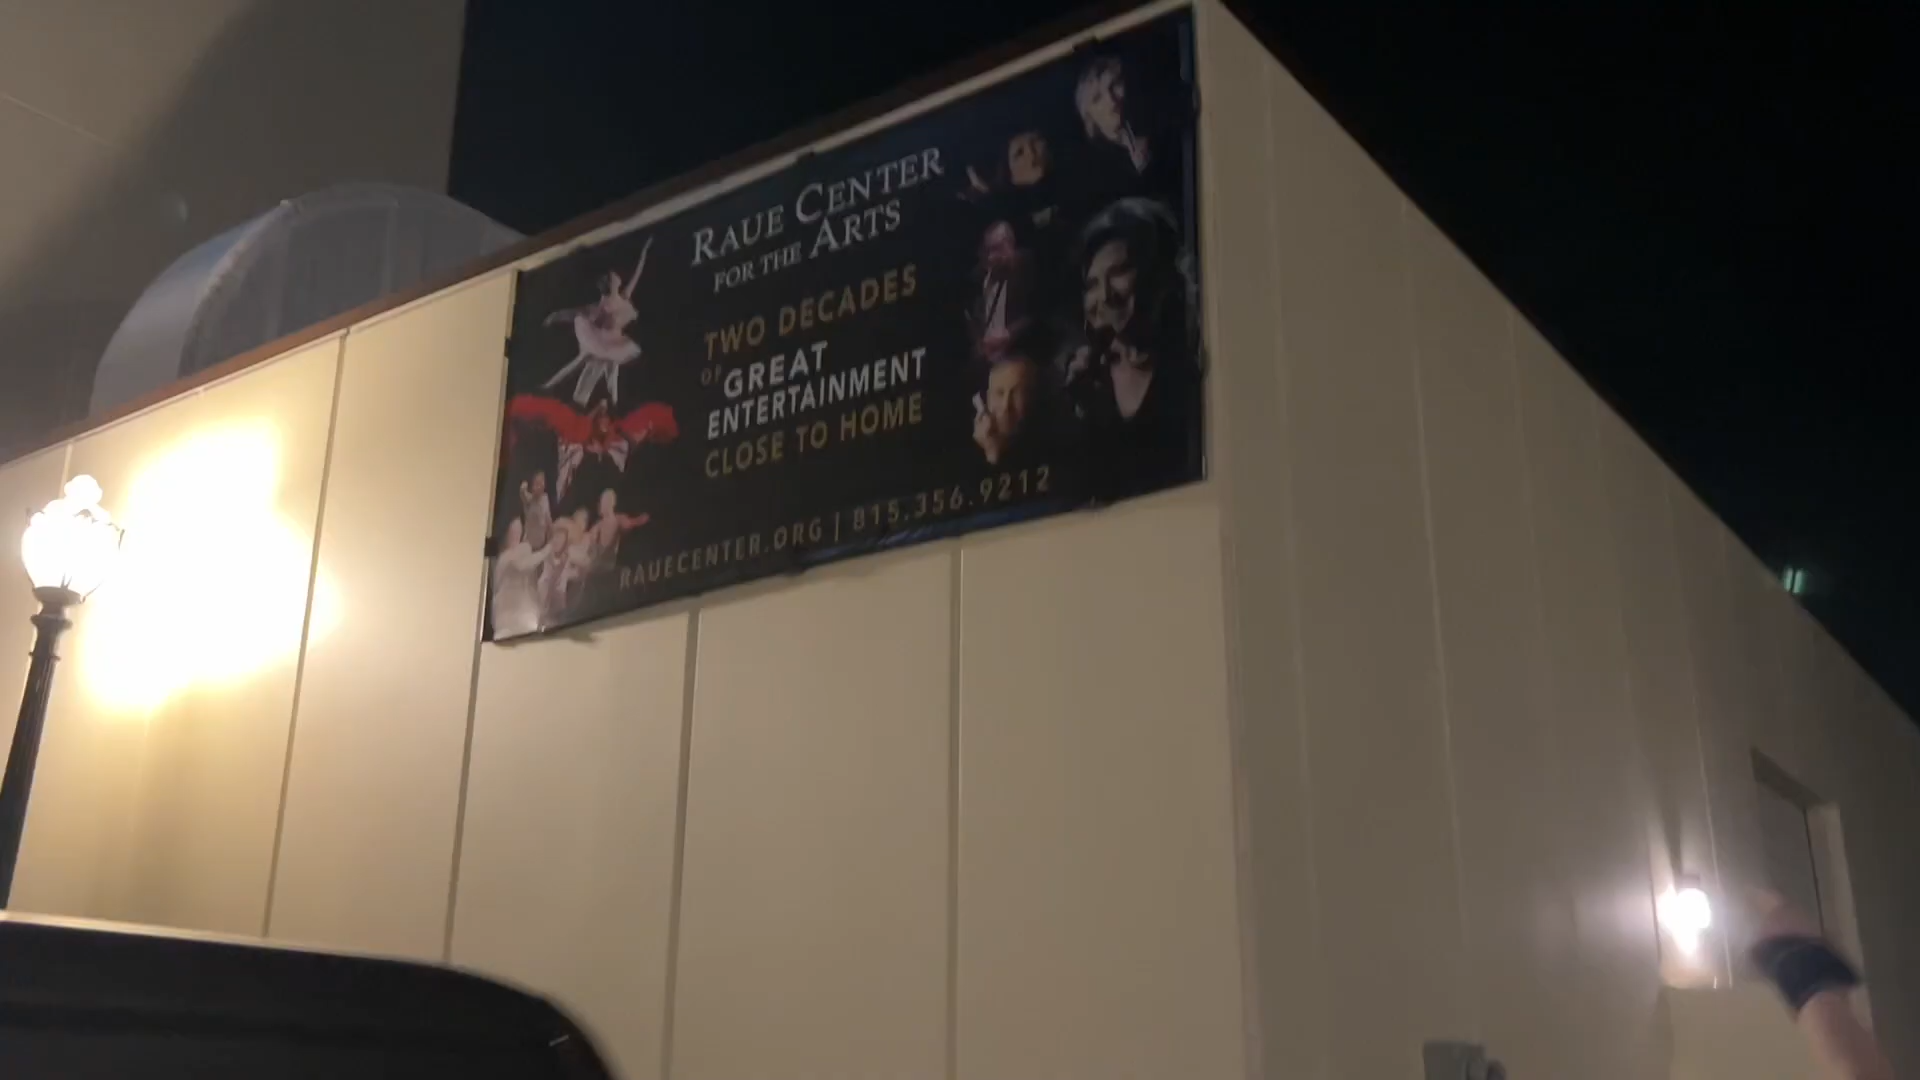 RAUE CENTER
FOR THE ARTS
TWO DECADES
OF GREAT
ENTERTAINMENT
CLOSE TO HOME
RAUECENTER.ORG | 815.356.9212